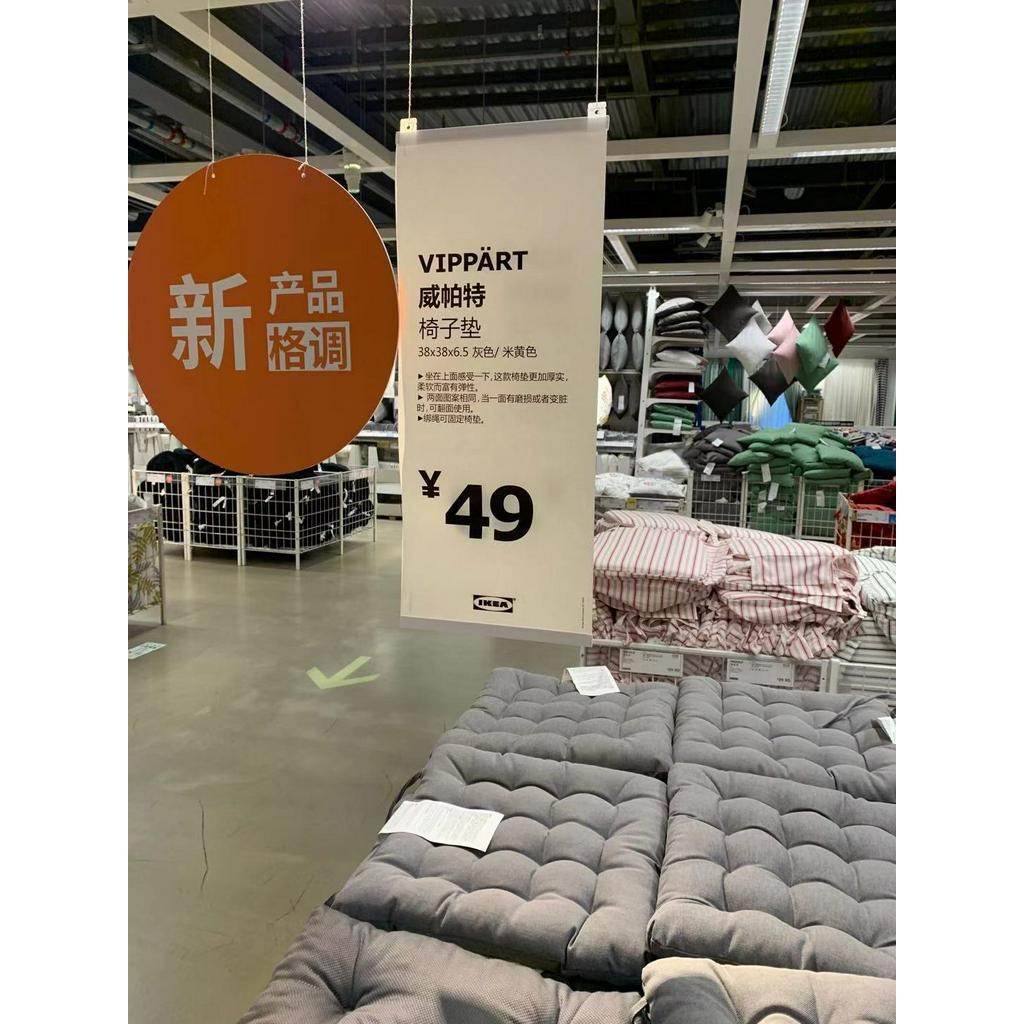 新 产品
格调
VIPPÄRT
威帕特
椅子垫
38x38x6.5 灰色/ 米黄色
►坐在上面感受一下,这款椅垫更加厚实,
柔软而富有弹性。
► 两面图案相同,当一面有磨损或者变脏
时,可翻面使用。
►绑绳可固定椅垫。
¥49
IKEA